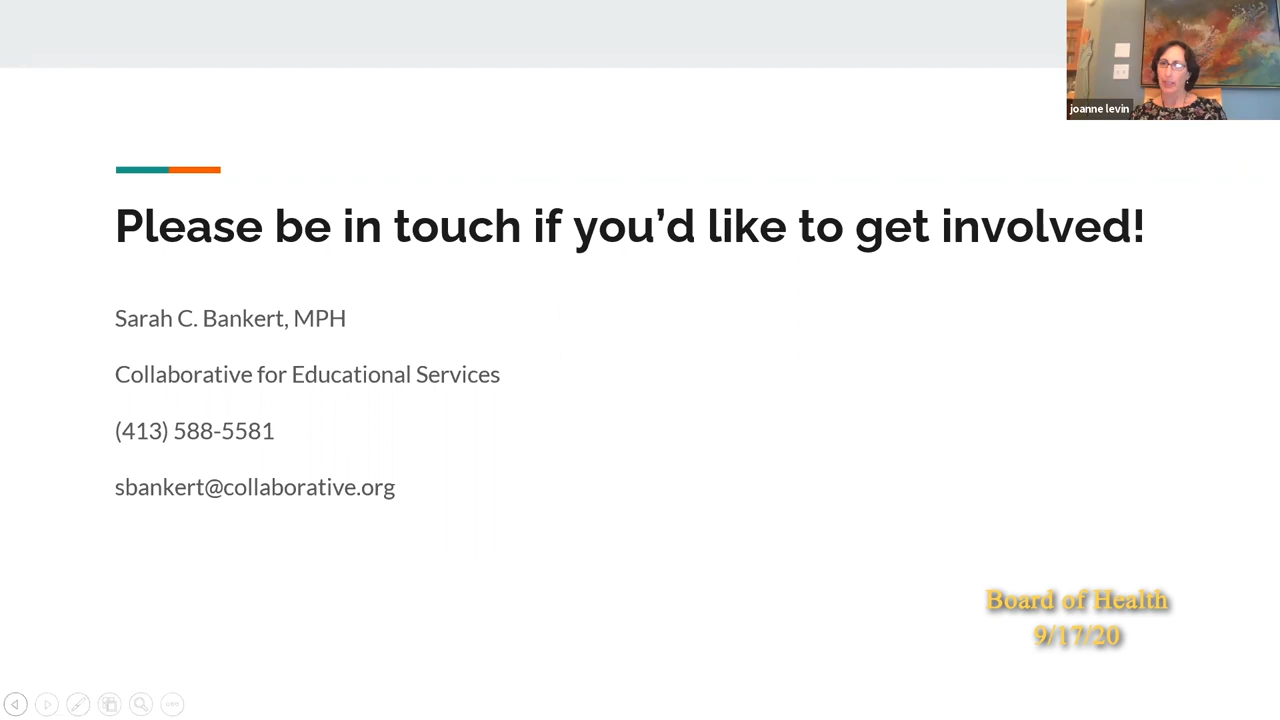 joanne levin
Please be in touch if you’d like to get involved!
Sarah C. Bankert, MPH
Collaborative for Educational Services
(413) 588-5581
sbankert@collaborative.org
Board of Health
9/17/20